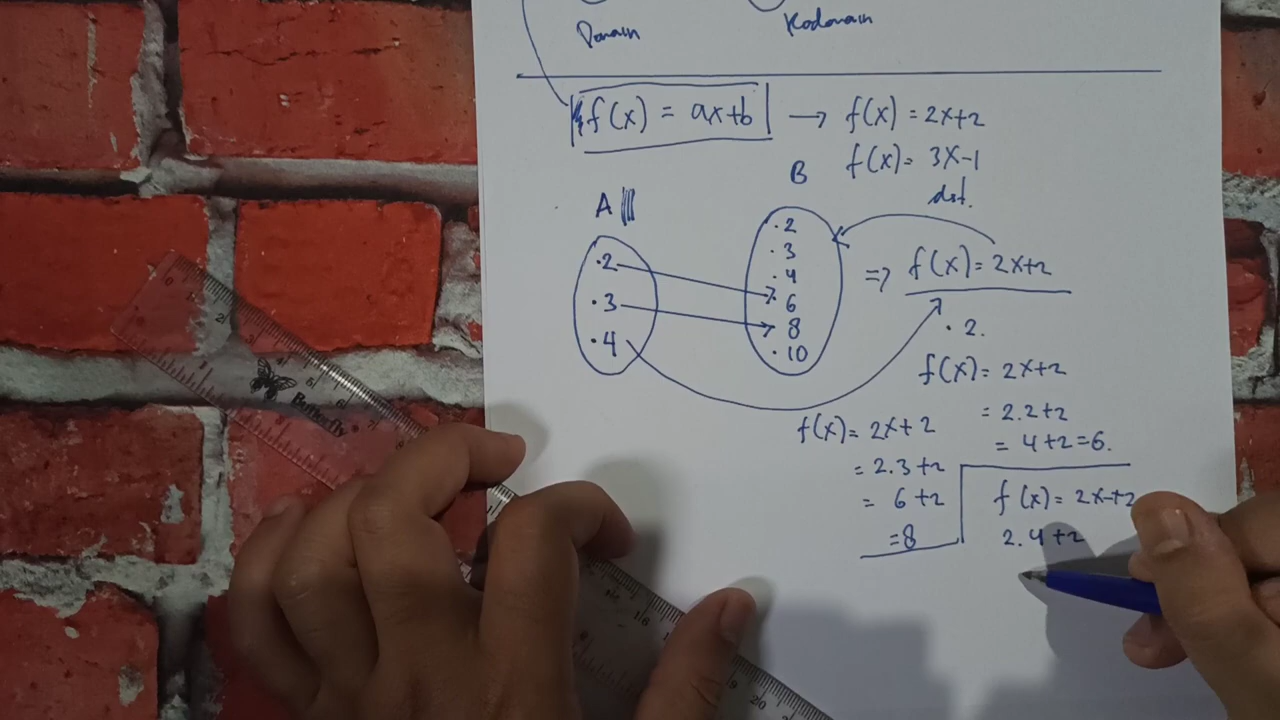 Domain
Kodomain
f(x) = ax+b → f(x) = 2x+2
f(x) = 3x-1
dst.
A
B
.2
.3
.4
.2
.3
.4
6
8
.10
=> f(x) = 2x+2
. 2.
f(x) = 2x+2
= 2.2+2
= 4+2=6.
f(x) = 2x+2
= 2.3+2
= 6+2
=8
f(x) = 2x+2
2.4+2
Butterfly